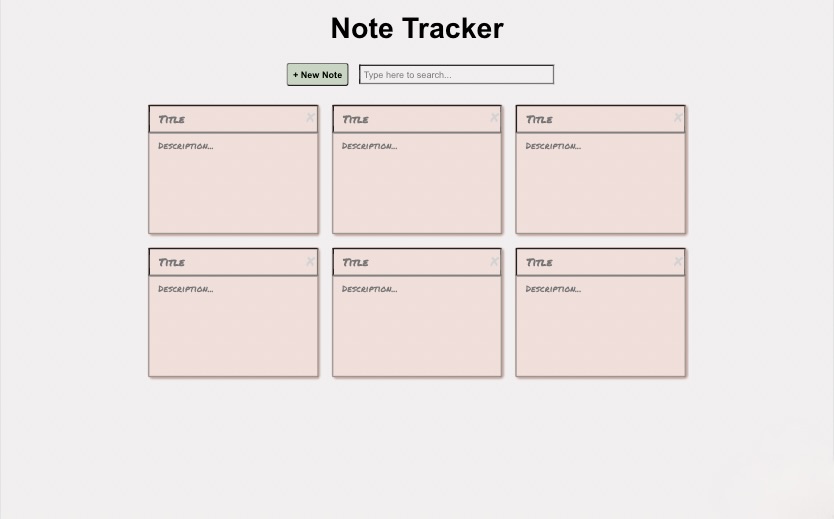 Note Tracker
+ New Note
Type here to search...
Title x
Title x
Title x
Description...
Description...
Description...
Title x
Title x
Title x
Description...
Description...
Description...